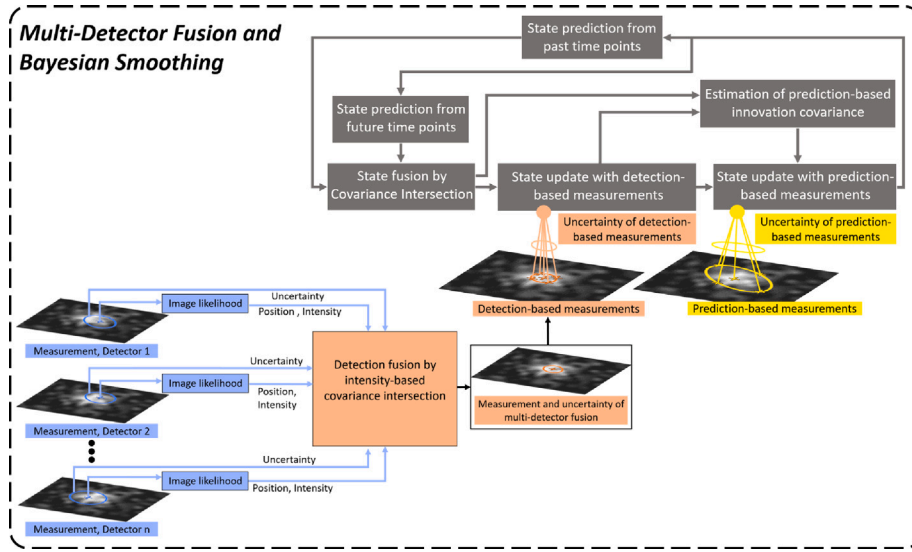 Multi-Detector Fusion and
Bayesian Smoothing
State prediction from
past time points
State prediction from
future time points
Estimation of prediction-based
innovation covariance
State fusion by
Covariance Intersection
State update with detection-
based measurements
State update with prediction-
based measurements
Uncertainty of detection-
based measurements
Uncertainty of prediction-
based measurements
Detection-based measurements
Prediction-based measurements
Image likelihood
Uncertainty
Position , Intensity
Measurement, Detector 1
Image likelihood
Uncertainty
Position,
Intensity
Measurement, Detector 2
Detection fusion by
intensity-based
covariance intersection
Measurement and uncertainty of
multi-detector fusion
Uncertainty
Image likelihood
Position, Intensity
Measurement, Detector n